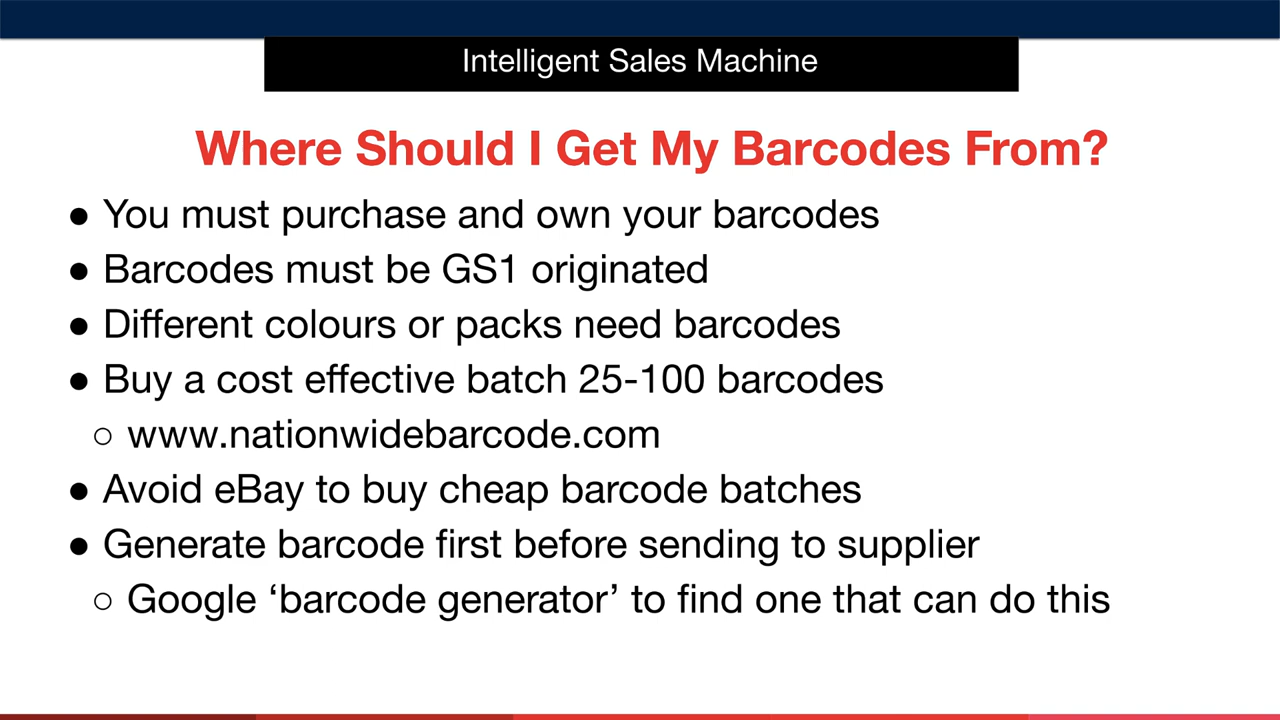 Intelligent Sales Machine
Where Should I Get My Barcodes From?
● You must purchase and own your barcodes
● Barcodes must be GS1 originated
● Different colours or packs need barcodes
● Buy a cost effective batch 25-100 barcodes
○ www.nationwidebarcode.com
● Avoid eBay to buy cheap barcode batches
● Generate barcode first before sending to supplier
○ Google ‘barcode generator’ to find one that can do this